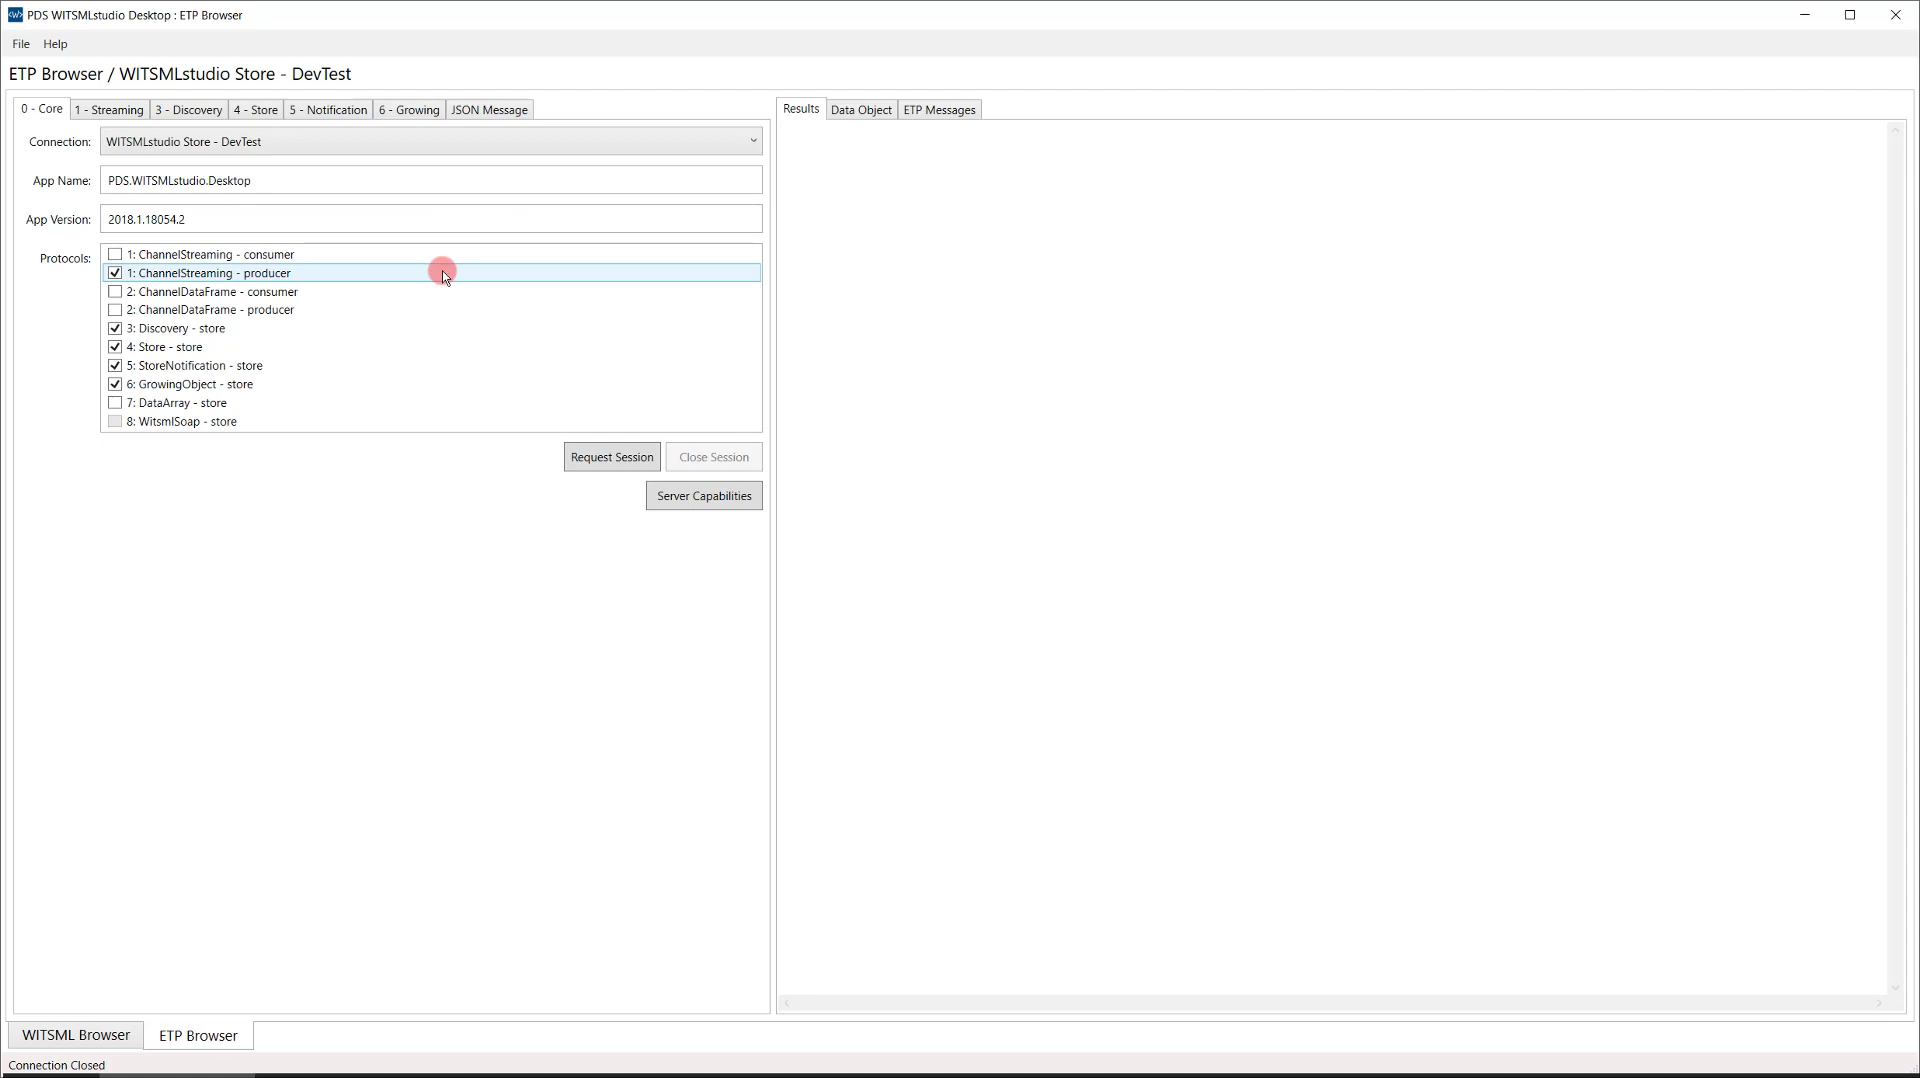 PDS WITSMLstudio Desktop : ETP Browser
File Help
ETP Browser / WITSMLstudio Store - DevTest
0 - Core 1 - Streaming 3 - Discovery 4 - Store 5 - Notification 6 - Growing JSON Message
Results Data Object ETP Messages
Connection: WITSMLstudio Store - DevTest
App Name: PDS.WITSMLstudio.Desktop
App Version: 2018.1.18054.2
Protocols: 1: ChannelStreaming - consumer
1: ChannelStreaming - producer
2: ChannelDataFrame - consumer
2: ChannelDataFrame - producer
3: Discovery - store
4: Store - store
5: StoreNotification - store
6: GrowingObject - store
7: DataArray - store
8: WitsmlSoap - store
Request Session Close Session
Server Capabilities
WITSML Browser ETP Browser
Connection Closed